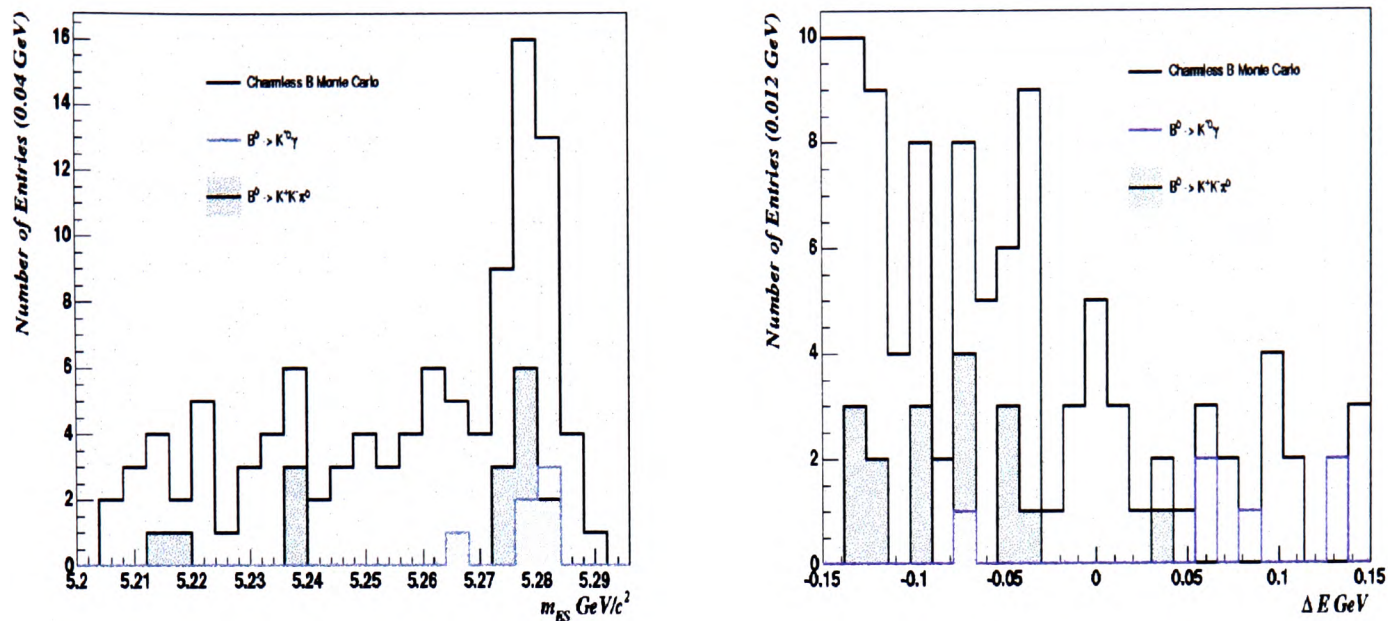 Number of Entries (0.04 GeV)
16
14
12
10
8
6
4
2
0
Charmless B Monte Carlo
B⁰ -> K*⁰γ
B⁰ -> K⁺K⁻π⁰
5.2 5.21 5.22 5.23 5.24 5.25 5.26 5.27 5.28 5.29
m_ES GeV/c²
Number of Entries (0.012 GeV)
10
8
6
4
2
0
Charmless B Monte Carlo
B⁰ -> K*⁰γ
B⁰ -> K⁺K⁻π⁰
-0.15 -0.1 -0.05 0 0.05 0.1 0.15
Δ E GeV